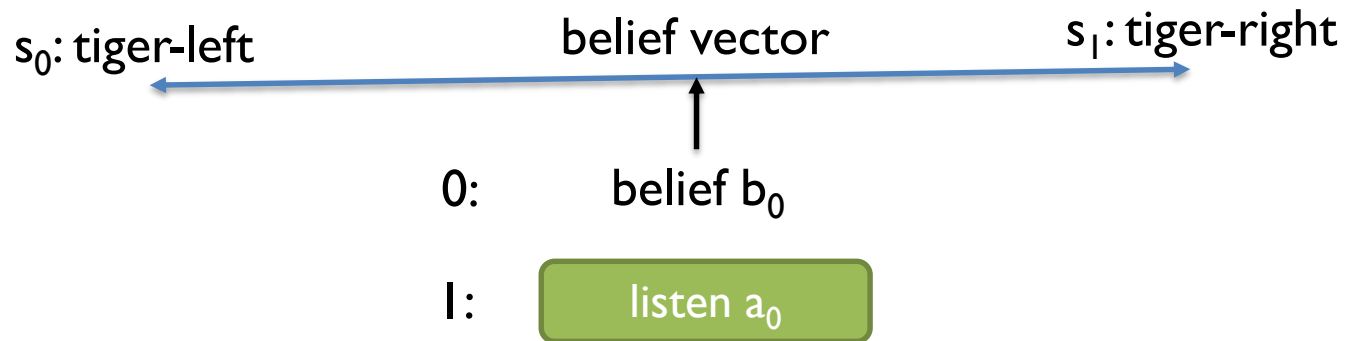 s₀: tiger-left belief vector s₁: tiger-right
0: belief b₀
1: listen a₀